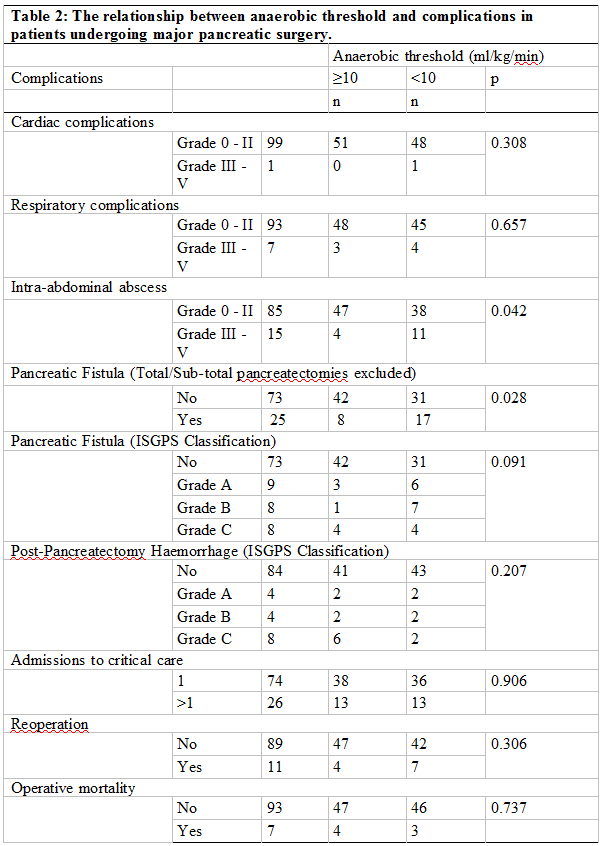 Table 2: The relationship between anaerobic threshold and complications in
patients undergoing major pancreatic surgery.
Anaerobic threshold (ml/kg/min)
Complications ≥10 <10 p
n n
Cardiac complications
Grade 0 - II 99 51 48 0.308
Grade III - 1 0 1
V
Respiratory complications
Grade 0 - II 93 48 45 0.657
Grade III - 7 3 4
V
Intra-abdominal abscess
Grade 0 - II 85 47 38 0.042
Grade III - 15 4 11
V
Pancreatic Fistula (Total/Sub-total pancreatectomies excluded)
No 73 42 31 0.028
Yes 25 8 17
Pancreatic Fistula (ISGPS Classification)
No 73 42 31 0.091
Grade A 9 3 6
Grade B 8 1 7
Grade C 8 4 4
Post-Pancreatectomy Haemorrhage (ISGPS Classification)
No 84 41 43 0.207
Grade A 4 2 2
Grade B 4 2 2
Grade C 8 6 2
Admissions to critical care
1 74 38 36 0.906
>1 26 13 13
Reoperation
No 89 47 42 0.306
Yes 11 4 7
Operative mortality
No 93 47 46 0.737
Yes 7 4 3